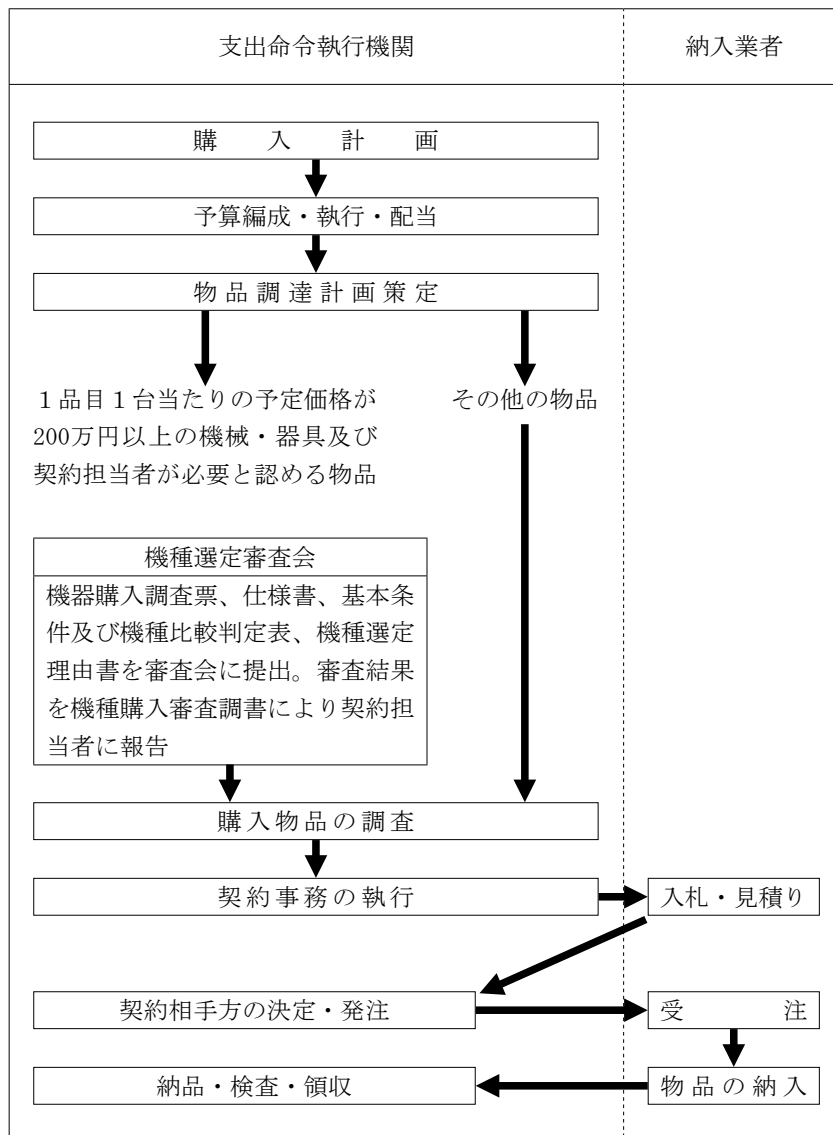 支出命令執行機関
納入業者
購入計画
予算編成・執行・配当
物品調達計画策定
１品目１台当たりの予定価格が
200万円以上の機械・器具及び
契約担当者が必要と認める物品
その他の物品
機種選定審査会
機器購入調査票、仕様書、基本条
件及び機種比較判定表、機種選定
理由書を審査会に提出。審査結果
を機種購入審査調書により契約担
当者に報告
購入物品の調査
契約事務の執行
入札・見積り
契約相手方の決定・発注
受注
納品・検査・領収
物品の納入